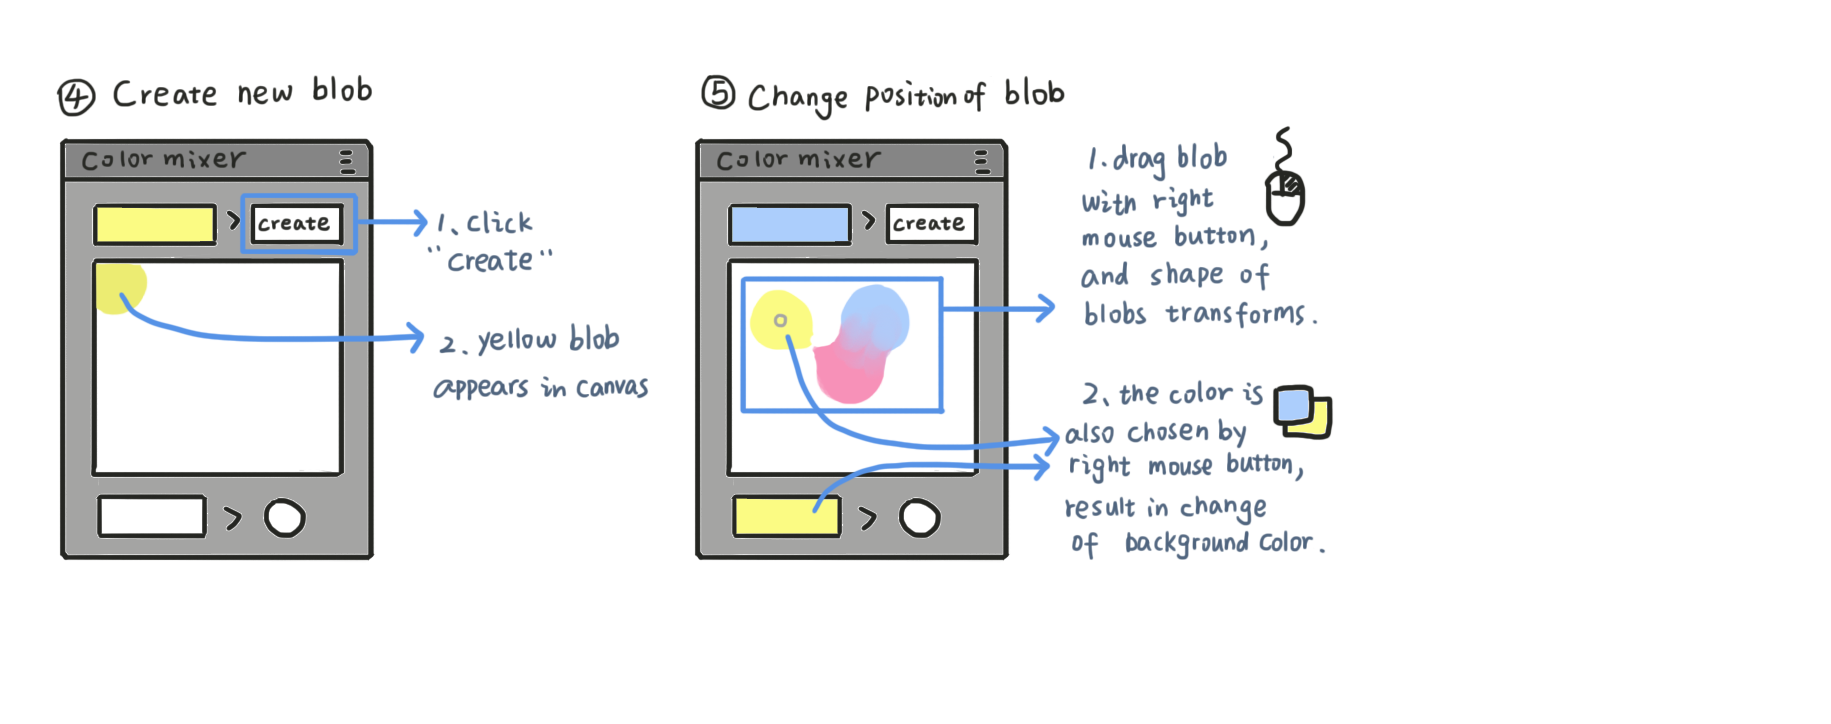 ④ Create new blob
Color mixer
create
1、click
"create"
2. yellow blob
appears in canvas
⑤ Change position of blob
Color mixer
create
1. drag blob
with right
mouse button,
and shape of
blobs transforms.
2、the color is
also chosen by
right mouse button,
result in change
of background color.